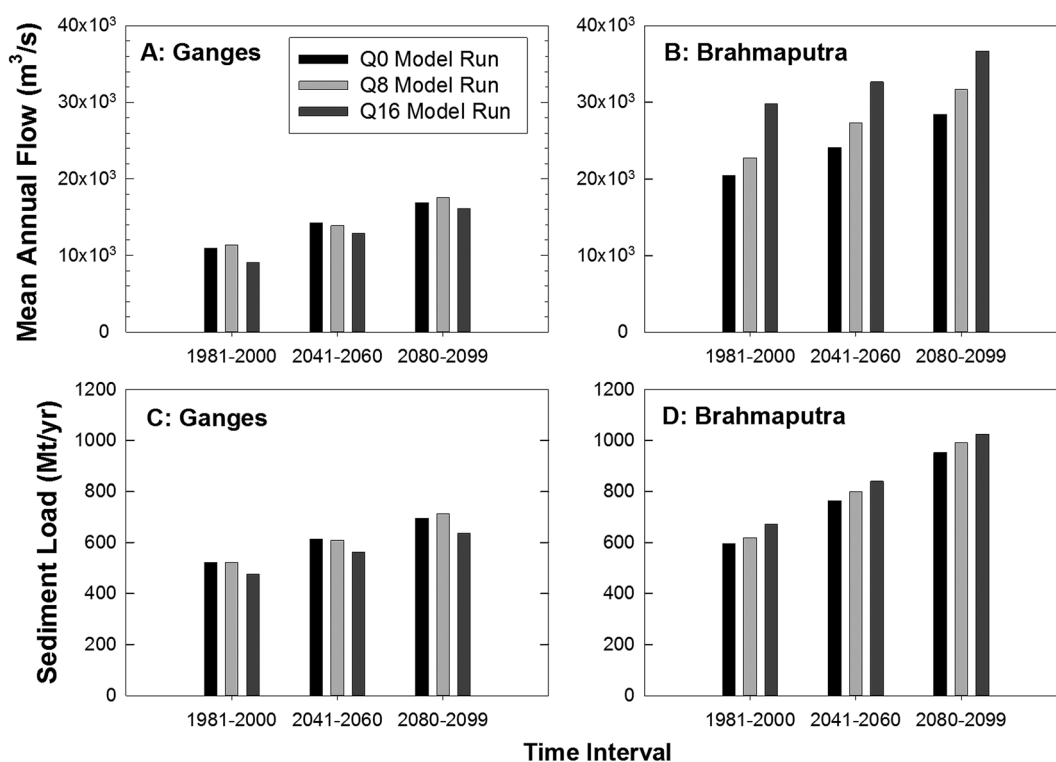 Mean Annual Flow (m³/s)
40x10³
30x10³
20x10³
10x10³
0
A: Ganges
Q0 Model Run
Q8 Model Run
Q16 Model Run
1981-2000 2041-2060 2080-2099
40x10³
30x10³
20x10³
10x10³
0
B: Brahmaputra
1981-2000 2041-2060 2080-2099
Sediment Load (Mt/yr)
1200
1000
800
600
400
200
0
C: Ganges
1981-2000 2041-2060 2080-2099
1200
1000
800
600
400
200
0
D: Brahmaputra
1981-2000 2041-2060 2080-2099
Time Interval